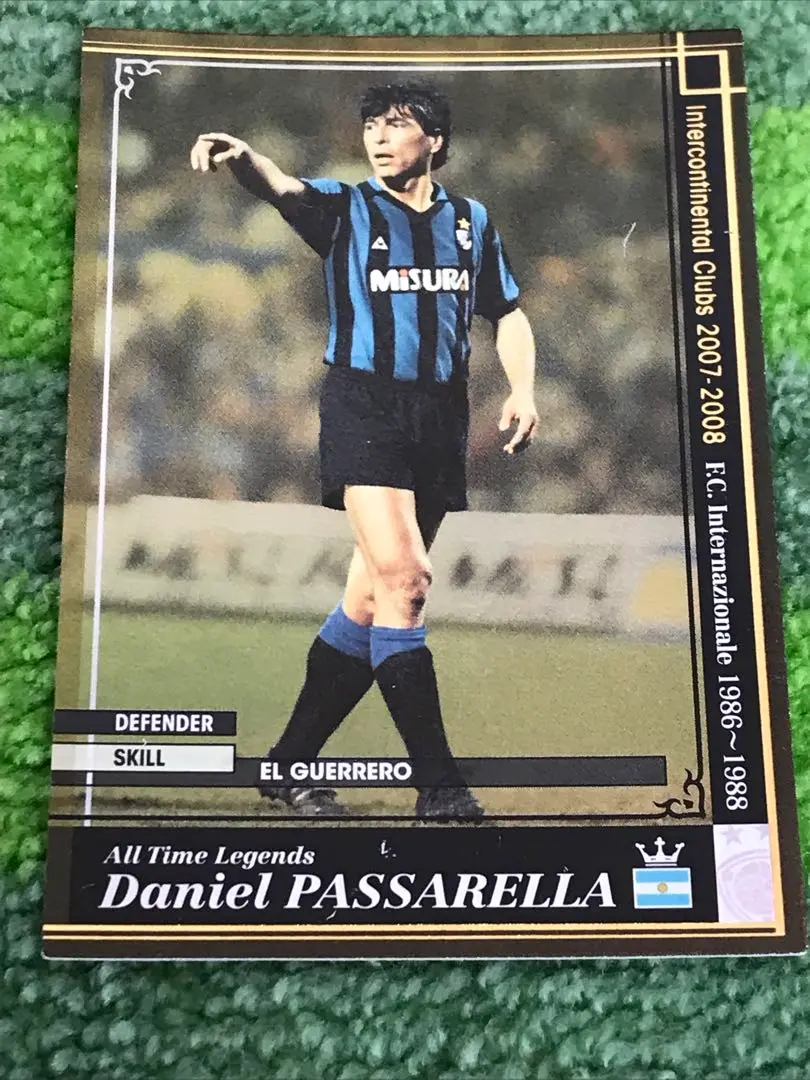 Intercontinental Clubs 2007-2008 F.C. Internazionale 1986~1988
MiSURA
DEFENDER
SKILL
EL GUERRERO
All Time Legends
Daniel PASSARELLA